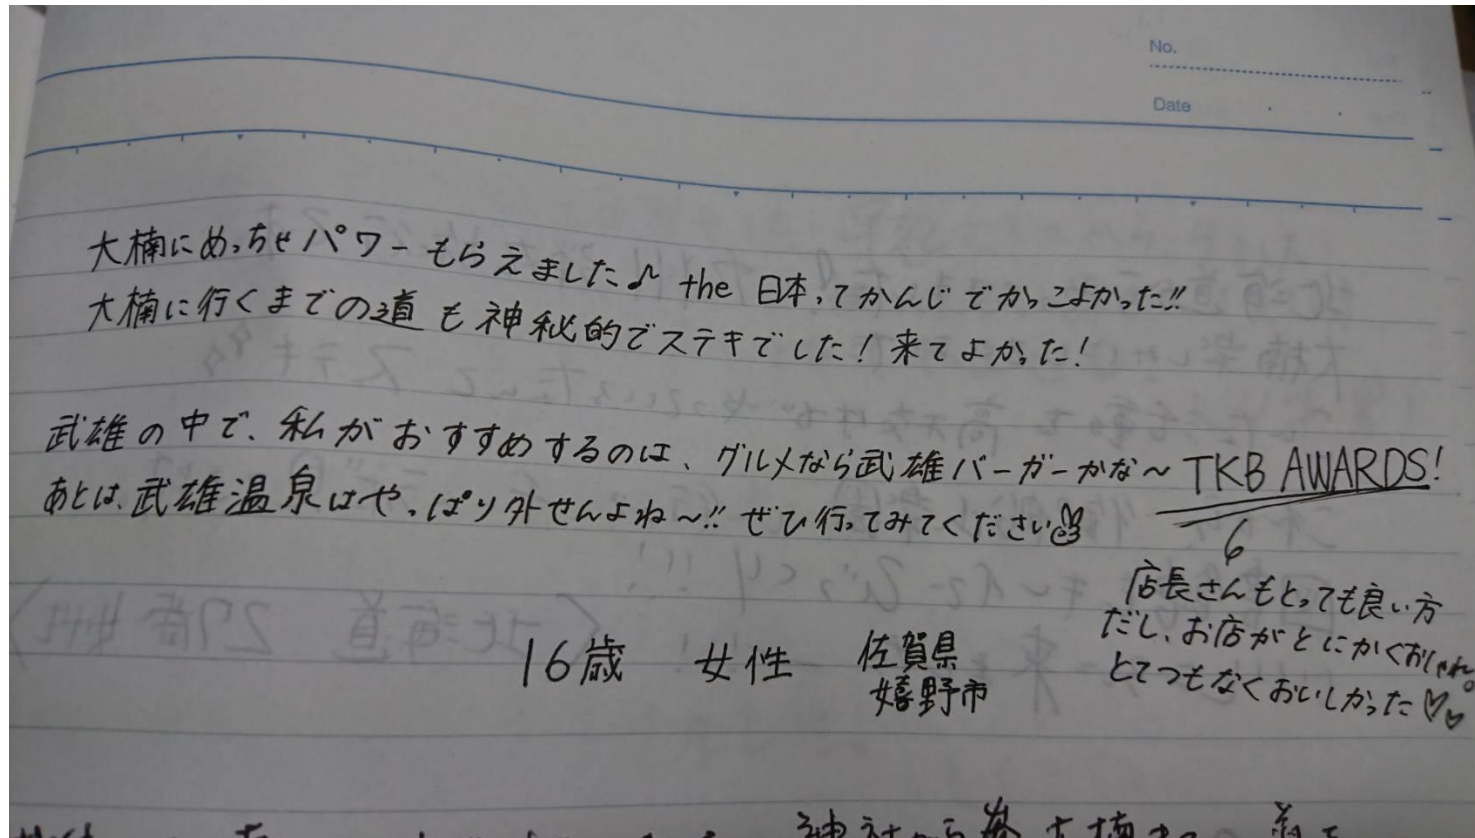 No.
Date
大楠にめっちゃパワーもらえました♪ the 日本ってかんじでかっこよかった!!
大楠に行くまでの道も神秘的でステキでした!来てよかった!
武雄の中で、私がおすすめするのは、グルメなら武雄バーガーかな~ TKB AWARDS!
あとは、武雄温泉はやっぱり外せんよね~!! ぜひ行ってみてください
店長さんもとっても良い方
だし、お店がとにかくおしゃれ。
とてつもなくおいしかった♡♡
16歳 女性 佐賀県
嬉野市